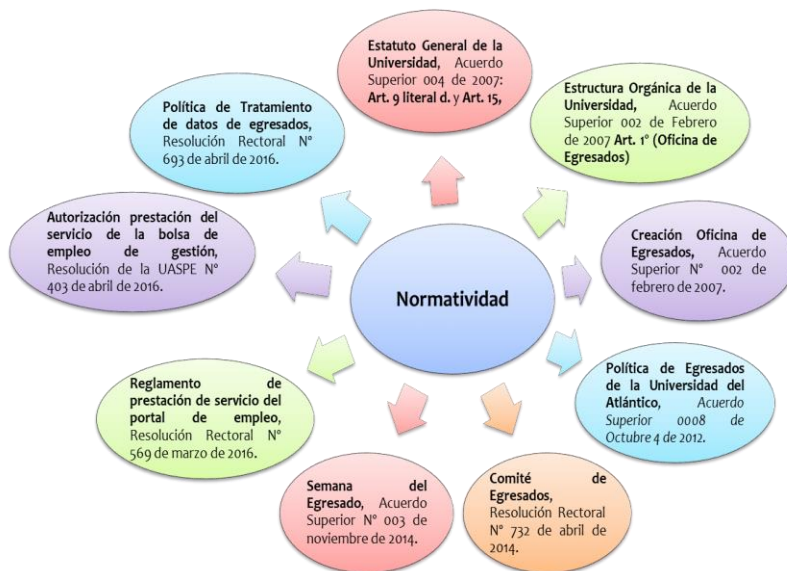 Estatuto General de la
Universidad, Acuerdo
Superior 004 de 2007:
Art. 9 literal d. y Art. 15,
Estructura Orgánica de la
Universidad, Acuerdo
Superior 002 de Febrero
de 2007 Art. 1° (Oficina de
Egresados)
Creación Oficina de
Egresados, Acuerdo
Superior N° 002 de
febrero de 2007.
Política de Egresados
de la Universidad del
Atlántico, Acuerdo
Superior 0008 de
Octubre 4 de 2012.
Comité de
Egresados,
Resolución Rectoral
N° 732 de abril de
2014.
Semana del
Egresado, Acuerdo
Superior N° 003 de
noviembre de 2014.
Reglamento de
prestación de servicio del
portal de empleo,
Resolución Rectoral N°
569 de marzo de 2016.
Autorización prestación del
servicio de la bolsa de
empleo de gestión,
Resolución de la UASPE N°
403 de abril de 2016.
Política de Tratamiento
de datos de egresados,
Resolución Rectoral N°
693 de abril de 2016.
Normatividad